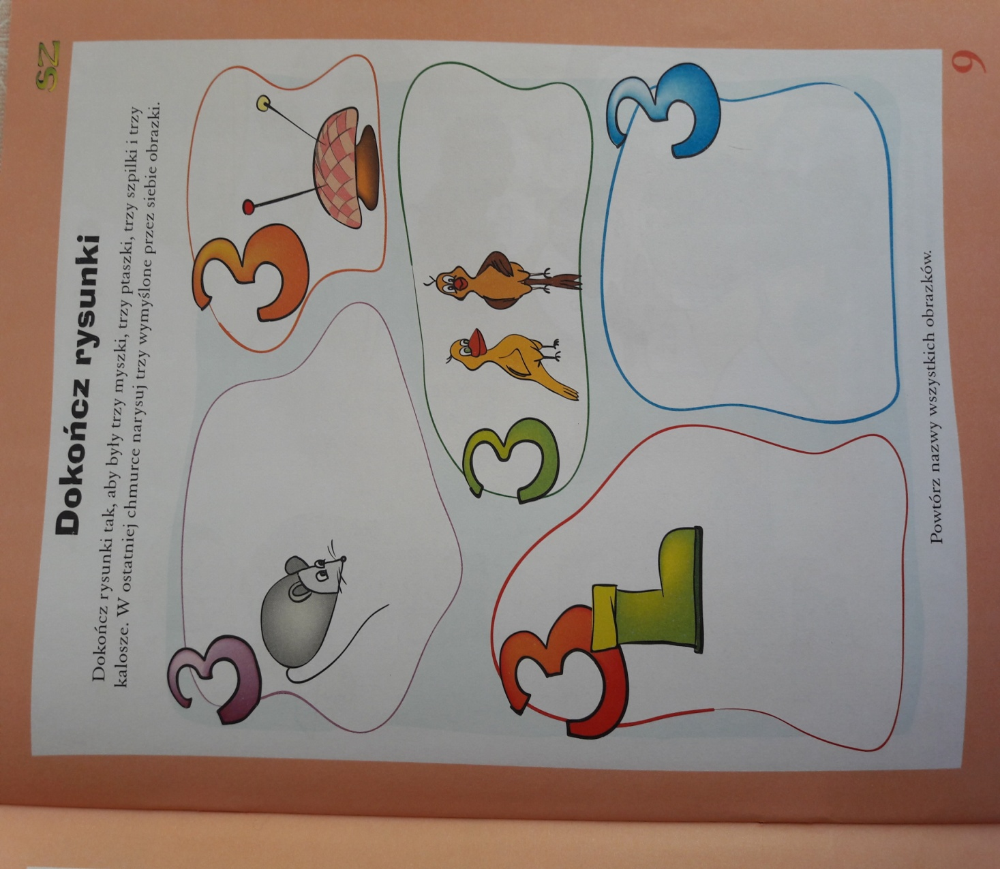 sz
Dokończ rysunki
Dokończ rysunki tak, aby były trzy myszki, trzy ptaszki, trzy szpilki i trzy
kalosze. W ostatniej chmurce narysuj trzy wymyślone przez siebie obrazki.
3
3
3
3
3
Powtórz nazwy wszystkich obrazków.
9